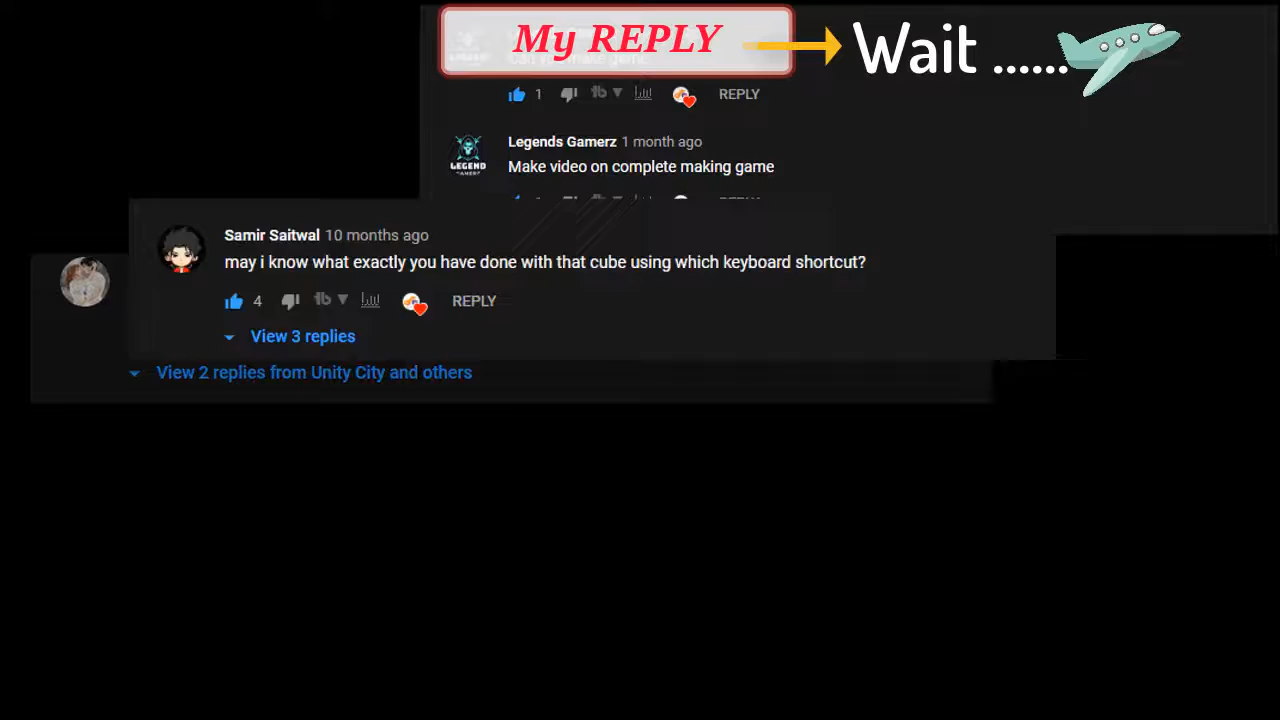 My REPLY
Wait ......
1
REPLY
Legends Gamerz 1 month ago
Make video on complete making game
LEGEND
Samir Saitwal 10 months ago
may i know what exactly you have done with that cube using which keyboard shortcut?
4
REPLY
View 3 replies
View 2 replies from Unity City and others